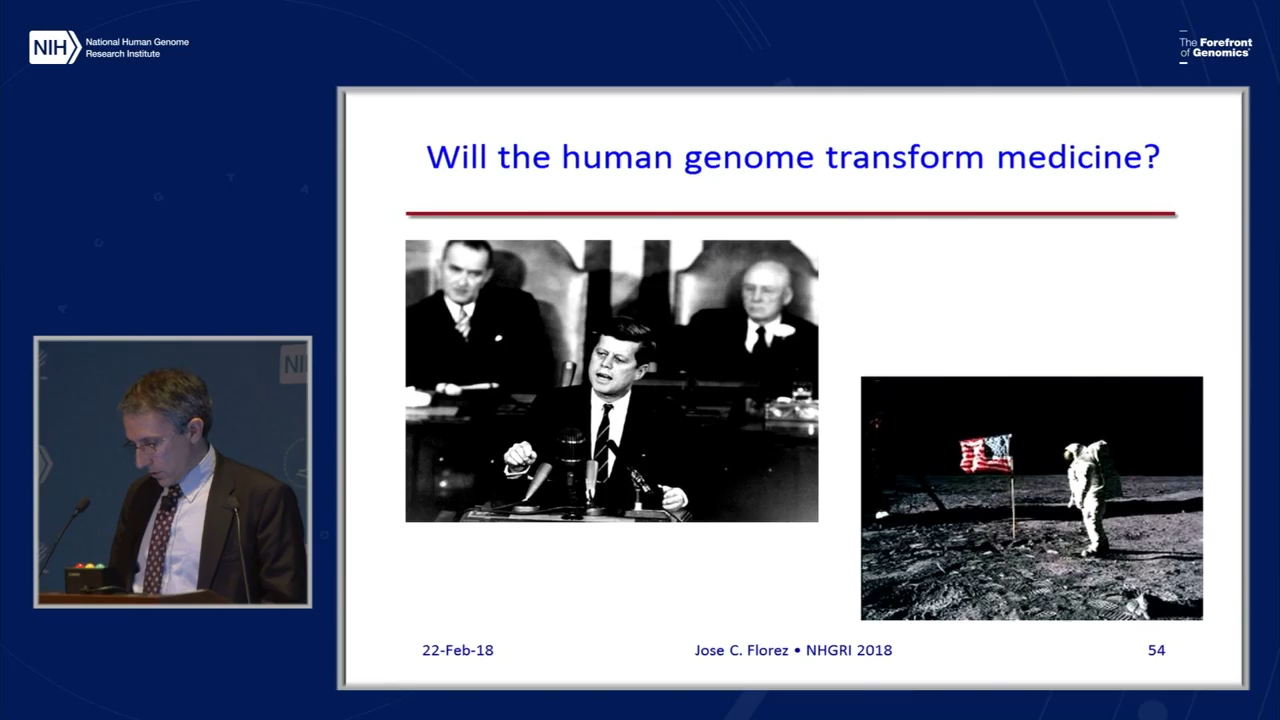 NIH
National Human Genome
Research Institute
The Forefront
of Genomics
Will the human genome transform medicine?
NI
22-Feb-18
Jose C. Florez • NHGRI 2018
54